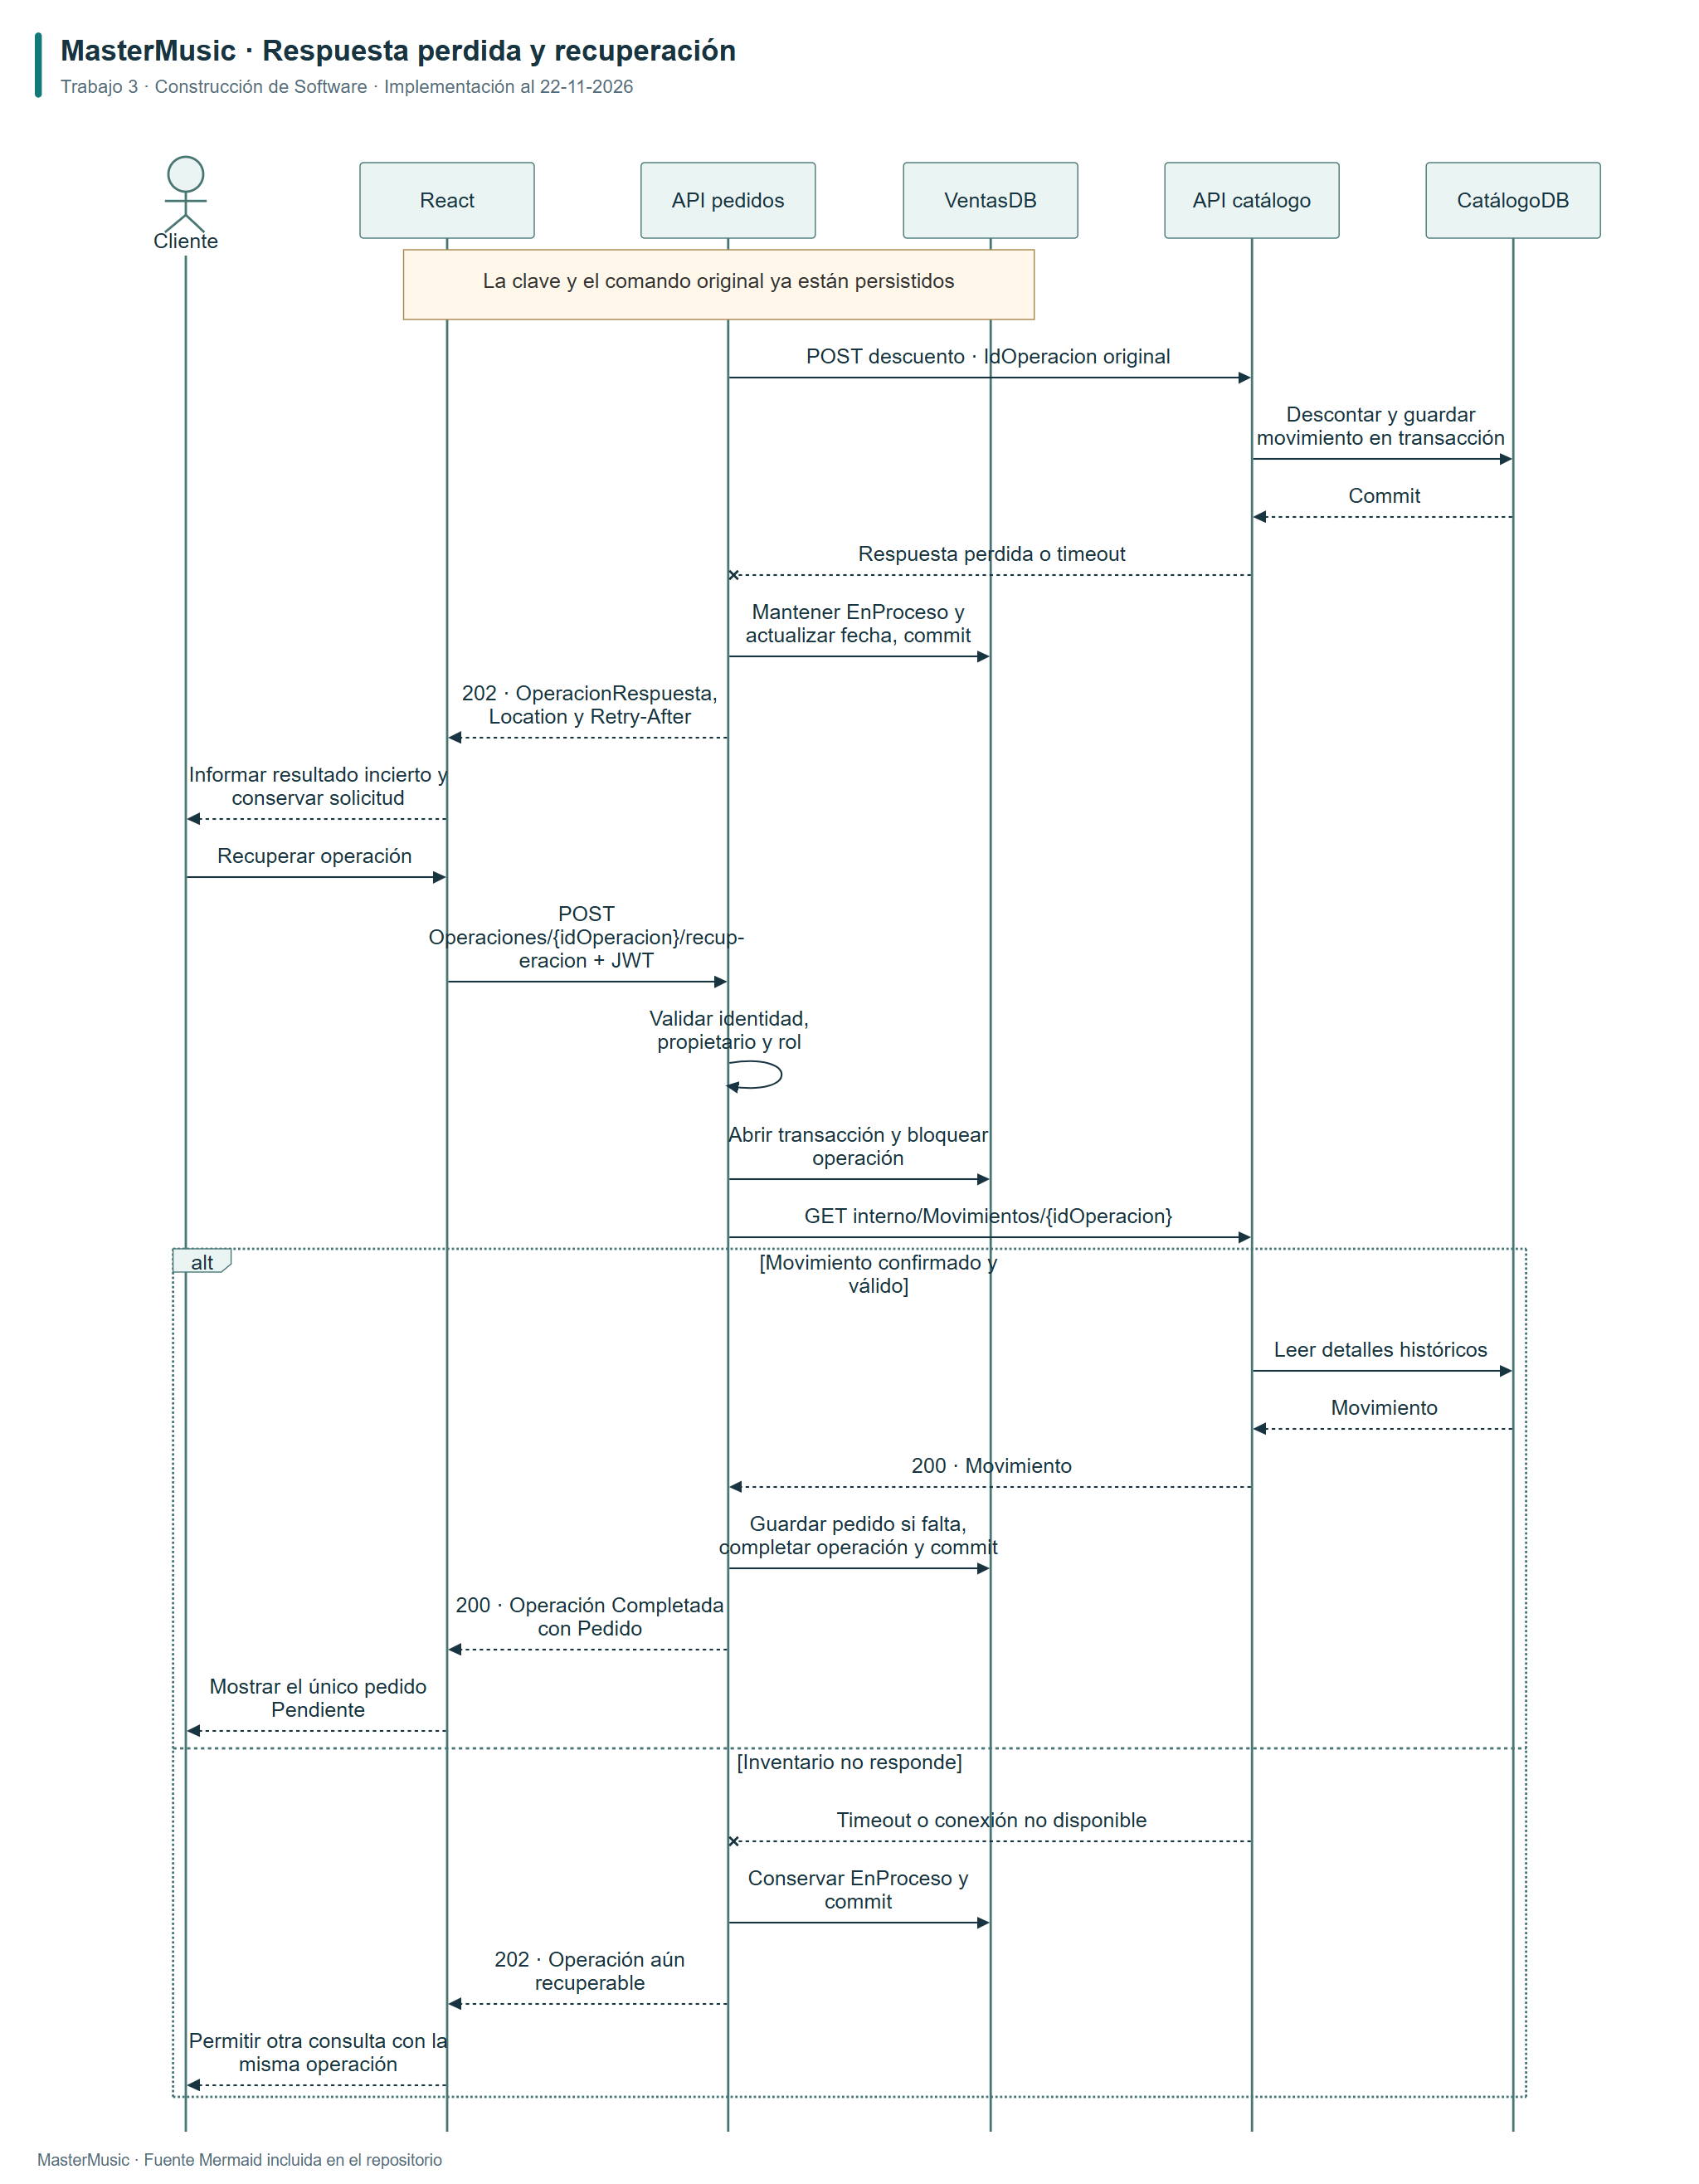 MasterMusic · Respuesta perdida y recuperación
Trabajo 3 · Construcción de Software · Implementación al 22-11-2026
Cliente
React
API pedidos
VentasDB
API catálogo
CatálogoDB
La clave y el comando original ya están persistidos
POST descuento · IdOperacion original
Descontar y guardar
movimiento en transacción
Commit
Respuesta perdida o timeout
Mantener EnProceso y
actualizar fecha, commit
202 · OperacionRespuesta,
Location y Retry-After
Informar resultado incierto y
conservar solicitud
Recuperar operación
POST
Operaciones/{idOperacion}/recup-
eracion + JWT
Validar identidad,
propietario y rol
Abrir transacción y bloquear
operación
GET interno/Movimientos/{idOperacion}
alt
[Movimiento confirmado y
válido]
Leer detalles históricos
Movimiento
200 · Movimiento
Guardar pedido si falta,
completar operación y commit
200 · Operación Completada
con Pedido
Mostrar el único pedido
Pendiente
[Inventario no responde]
Timeout o conexión no disponible
Conservar EnProceso y
commit
202 · Operación aún
recuperable
Permitir otra consulta con la
misma operación
MasterMusic · Fuente Mermaid incluida en el repositorio